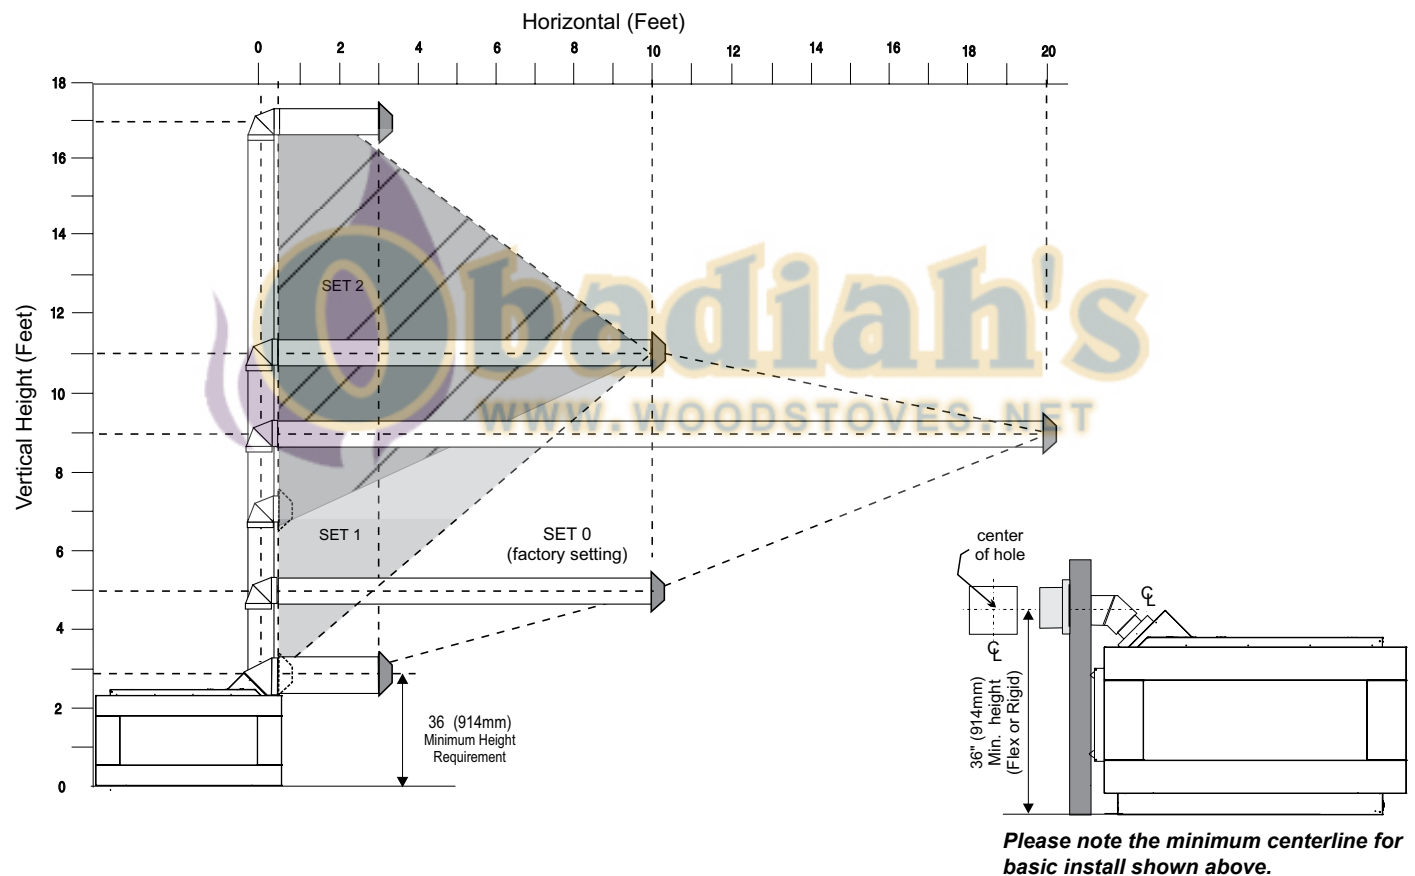 Horizontal (Feet)
0 2 4 6 8 10 12 14 16 18 20
Vertical Height (Feet)
18
16
14
12
10
8
6
4
2
0
SET 2
Obadiah's
WWW.WOODSTOVES.NET
SET 1
SET 0
(factory setting)
36 (914mm)
Minimum Height
Requirement
center
of hole
CL
CL
36" (914mm)
Min. height
(Flex or Rigid)
Please note the minimum centerline for
basic install shown above.